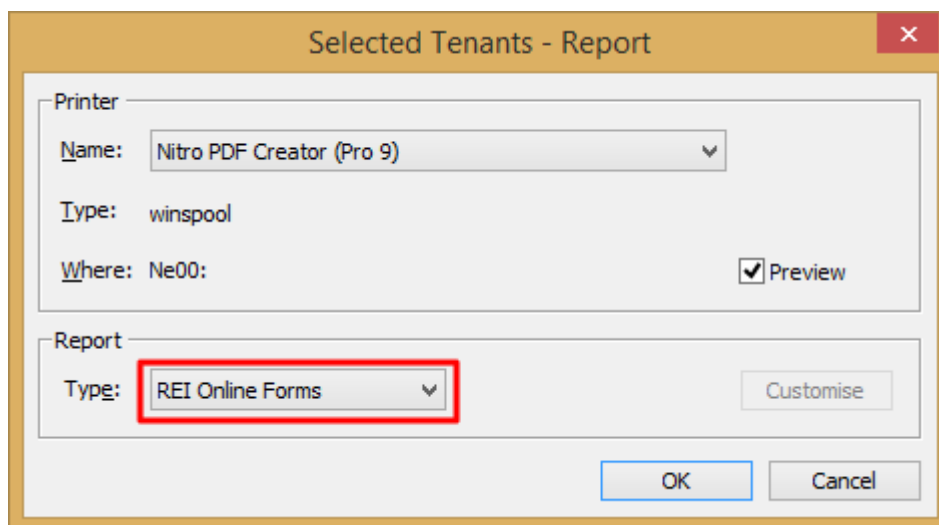 Selected Tenants - Report
Printer
Name: Nitro PDF Creator (Pro 9)
Type: winspool
Where: Ne00: Preview
Report
Type: REI Online Forms Customise
OK Cancel